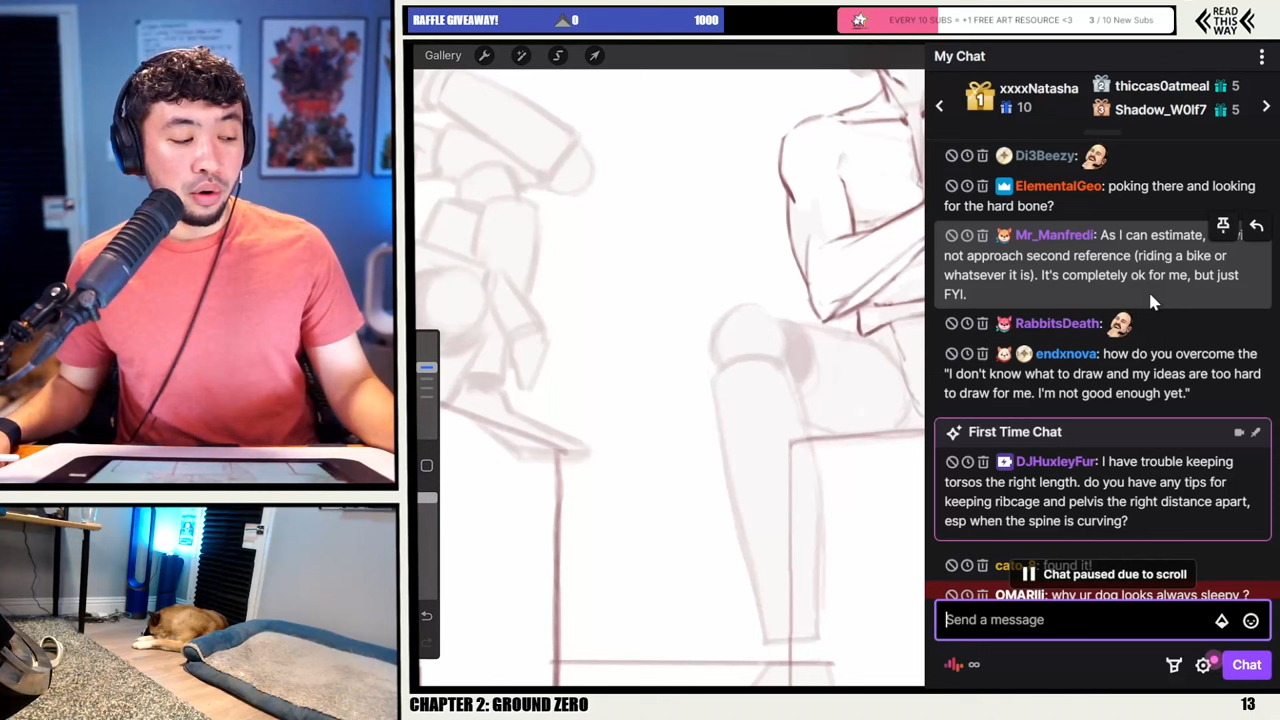 RAFFLE GIVEAWAY!
0
1000
EVERY 10 SUBS = +1 FREE ART RESOURCE <3
3 / 10 New Subs
READ
THIS
WAY
Gallery
My Chat
1
xxxxNatasha
10
2
thiccas0atmeal
5
3
Shadow_W0lf7
5
Di3Beezy:
ElementalGeo: poking there and looking
for the hard bone?
Mr_Manfredi: As I can estimate,
not approach second reference (riding a bike or
whatever it is). It's completely ok for me, but just
FYI.
RabbitsDeath:
endxnova: how do you overcome the
"I don't know what to draw and my ideas are too hard
to draw for me. I'm not good enough yet."
First Time Chat
DJHuxleyFur: I have trouble keeping
torsos the right length. do you have any tips for
keeping ribcage and pelvis the right distance apart,
esp when the spine is curving?
found it!
Chat paused due to scroll
why ur dog looks always sleepy ?
Send a message
Chat
CHAPTER 2: GROUND ZERO
13